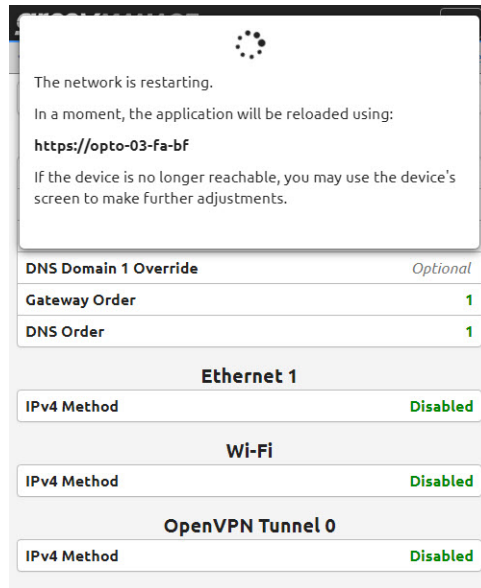 The network is restarting.
In a moment, the application will be reloaded using:
https://opto-03-fa-bf
If the device is no longer reachable, you may use the device's
screen to make further adjustments.
DNS Domain 1 Override Optional
Gateway Order 1
DNS Order 1
Ethernet 1
IPv4 Method Disabled
Wi-Fi
IPv4 Method Disabled
OpenVPN Tunnel 0
IPv4 Method Disabled